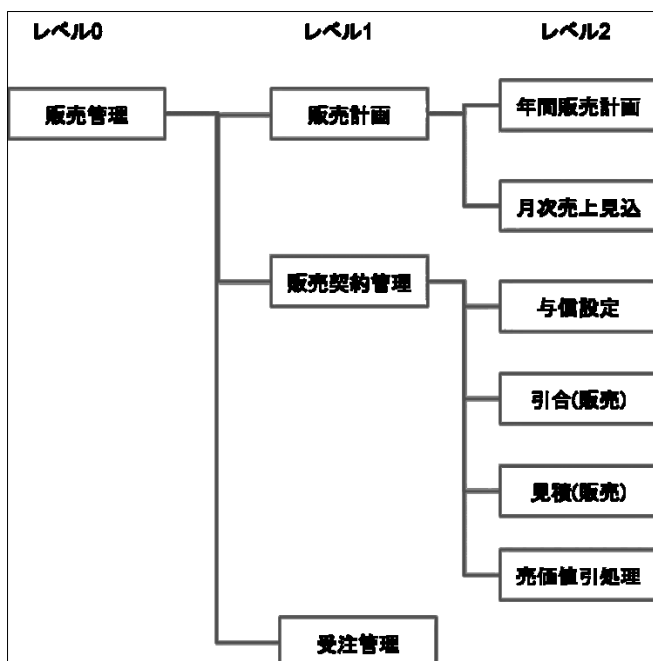 レベル0
レベル1
レベル2
販売管理
販売計画
年間販売計画
月次売上見込
販売契約管理
与信設定
引合(販売)
見積(販売)
売価値引処理
受注管理